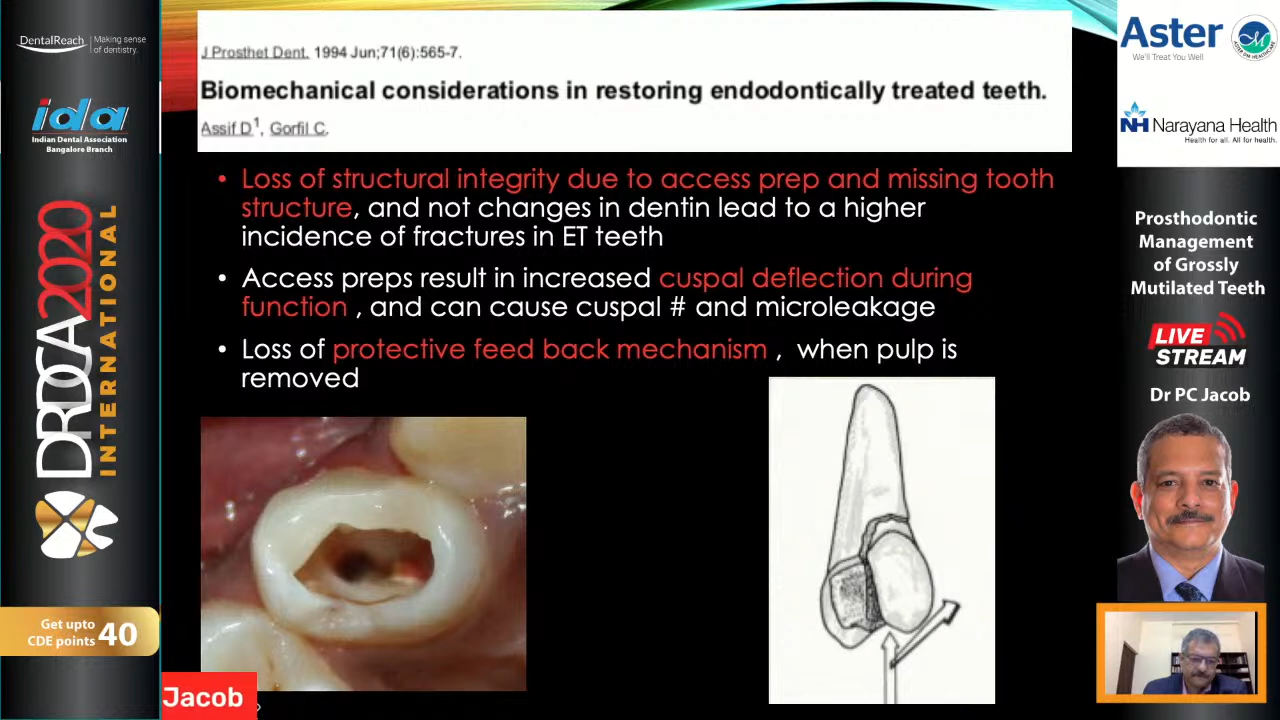 DentalReach
Making sense
of dentistry.
ida
Indian Dental Association
Bangalore Branch
DRDCA2020
INTERNATIONAL
Get upto
CDE points 40
J Prosthet Dent. 1994 Jun;71(6):565-7.
Biomechanical considerations in restoring endodontically treated teeth.
Assif D1, Gorfil C.
• Loss of structural integrity due to access prep and missing tooth
structure, and not changes in dentin lead to a higher
incidence of fractures in ET teeth
• Access preps result in increased cuspal deflection during
function , and can cause cuspal # and microleakage
• Loss of protective feed back mechanism , when pulp is
removed
Jacob
Aster
We'll Treat You Well
ASTER DM HEALTHCARE
NH Narayana Health
Health for all. All for health.
Prosthodontic
Management
of Grossly
Mutilated Teeth
LIVE
STREAM
Dr PC Jacob